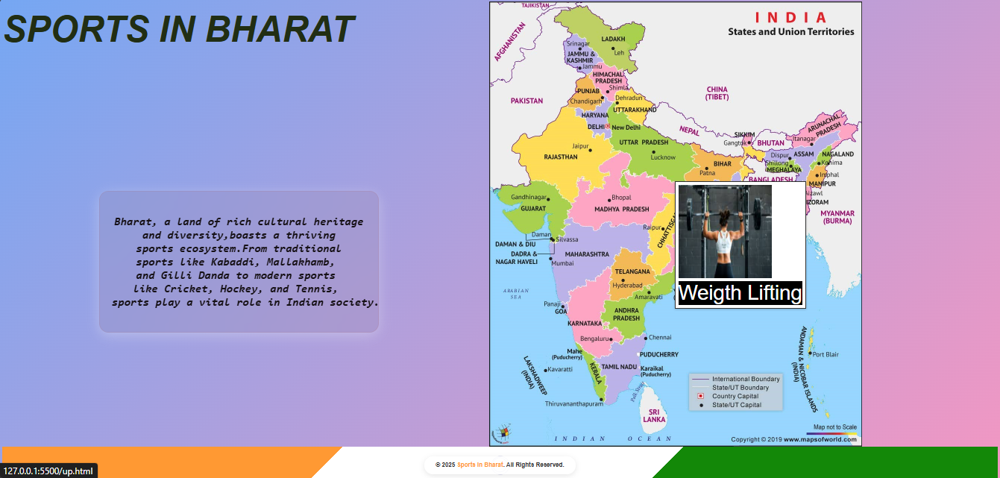 SPORTS IN BHARAT
Bharat, a land of rich cultural heritage
and diversity,boasts a thriving
sports ecosystem.From traditional
sports like Kabaddi, Mallakhamb,
and Gilli Danda to modern sports
like Cricket, Hockey, and Tennis,
sports play a vital role in Indian society.
INDIA
States and Union Territories
TAJIKISTAN
AFGHANISTAN
PAKISTAN
CHINA
(TIBET)
NEPAL
BHUTAN
BANGLADESH
MYANMAR
(BURMA)
LADAKH
Leh
Srinagar
JAMMU &
KASHMIR
Jammu
HIMACHAL
PRADESH
Shimla
PUNJAB
Chandigarh
Dehradun
UTTARAKHAND
HARYANA
DELHI
New Delhi
UTTAR PRADESH
Lucknow
Jaipur
RAJASTHAN
SIKKIM
Gangtok
ARUNACHAL
PRADESH
Itanagar
Dispur
ASSAM
NAGALAND
Kohima
Shillong
MEGHALAYA
Imphal
MANIPUR
Aizawl
IZORAM
BIHAR
Patna
Gandhinagar
GUJARAT
Bhopal
MADHYA PRADESH
Raipur
CHHATTISGA
Daman
Silvassa
DAMAN & DIU
DADRA &
NAGAR HAVELI
Mumbai
MAHARASHTRA
TELANGANA
Hyderabad
Amaravati
ARABIAN
SEA
Panaji
GOA
ANDHRA
PRADESH
KARNATAKA
Bengaluru
Chennai
Mahe
(Puducherry)
PUDUCHERRY
TAMIL NADU
Karaikal
(Puducherry)
KERALA
LAKSHADWEEP
(INDIA)
Kavaratti
Thiruvananthapuram
Palk Strait
SRI
LANKA
ANDAMAN & NICOBAR ISLANDS
(INDIA)
Port Blair
Weigth Lifting
International Boundary
State/UT Boundary
Country Capital
State/UT Capital
Map not to Scale
INDIAN OCEAN
Copyright © 2019 www.mapsofworld.com
© 2025 Sports In Bharat. All Rights Reserved.
127.0.0.1:5500/up.html